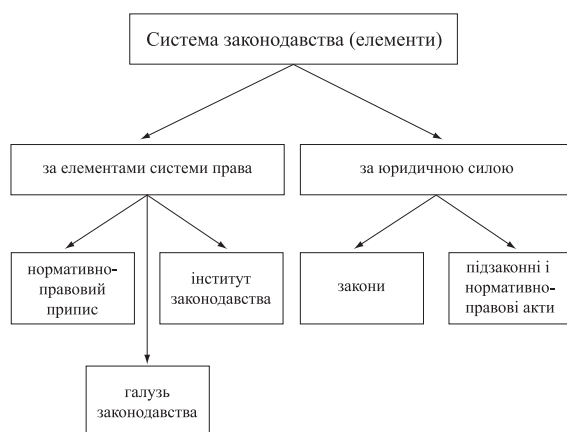 Система законодавства (елементи)
за елементами системи права
за юридичною силою
нормативно-
правовий
припис
інститут
законодавства
закони
підзаконні і
нормативно-
правові акти
галузь
законодавства